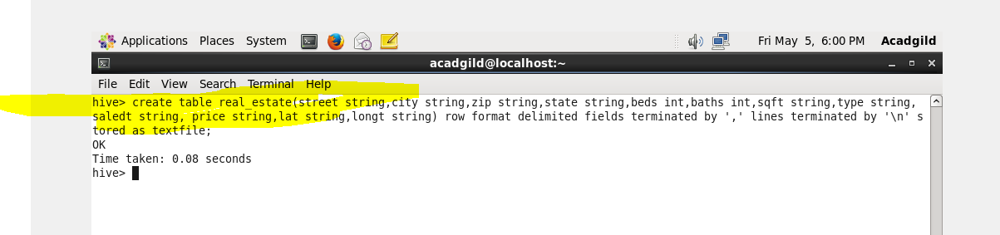 Applications Places System Fri May 5, 6:00 PM Acadgild
acadgild@localhost:~
File Edit View Search Terminal Help
hive> create table real_estate(street string,city string,zip string,state string,beds int,baths int,sqft string,type string,
saledt string, price string,lat string,longt string) row format delimited fields terminated by ',' lines terminated by '\n' s
tored as textfile;
OK
Time taken: 0.08 seconds
hive>